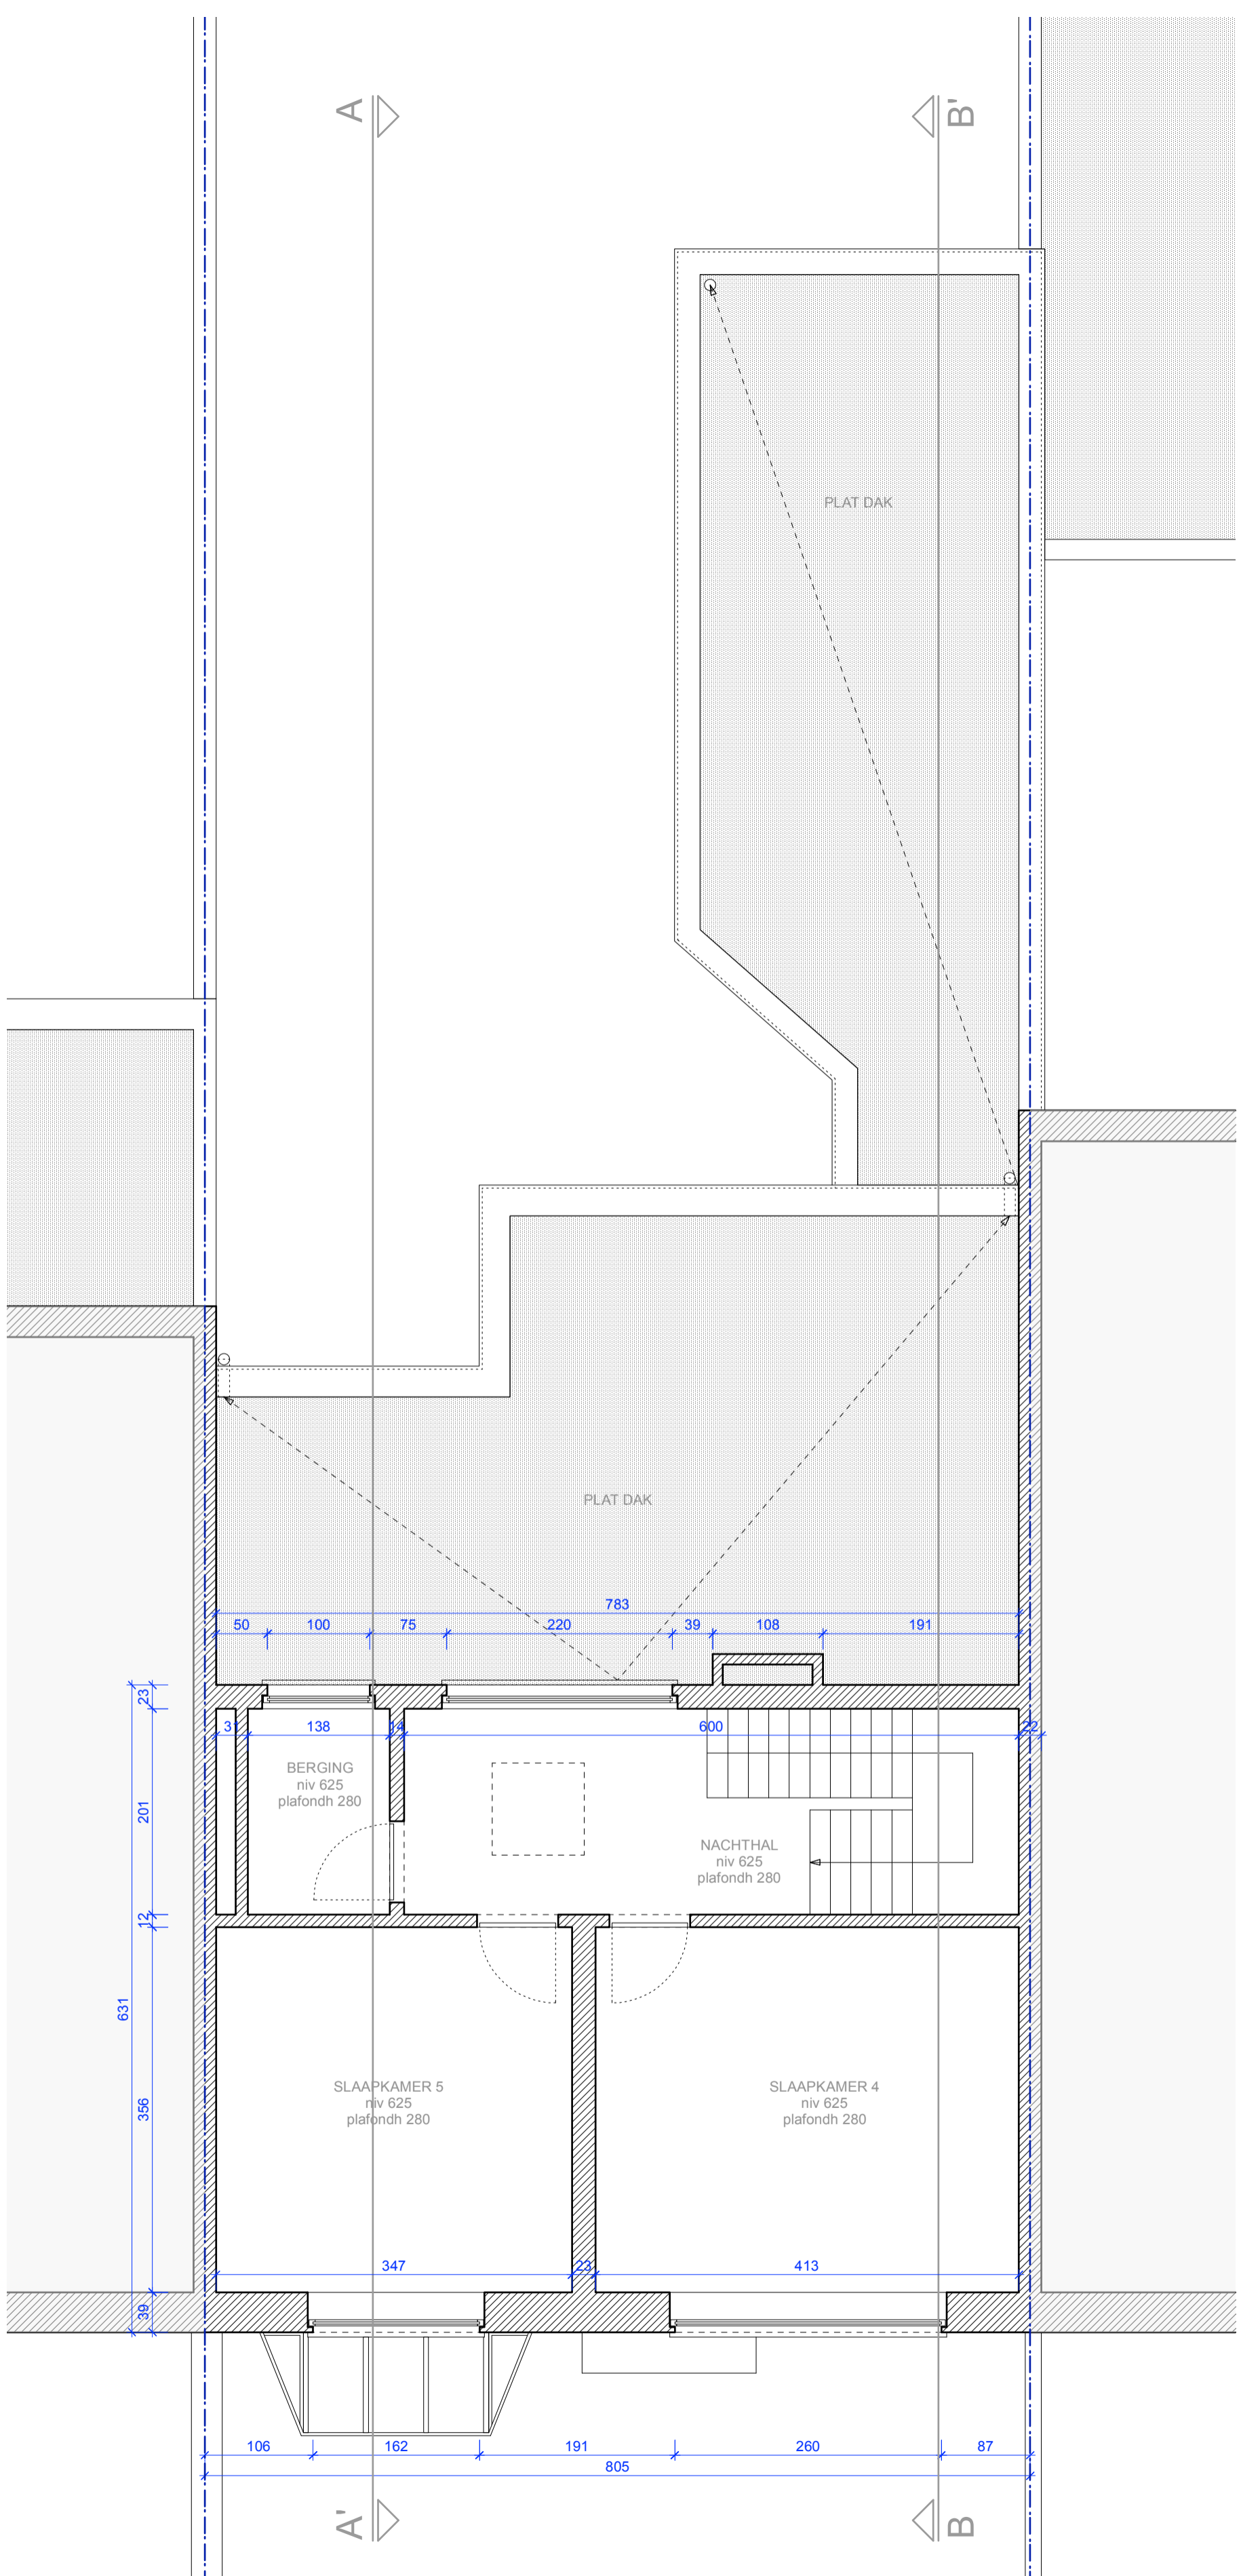 A
B'
PLAT DAK
PLAT DAK
783
50
100
75
220
39
108
191
23
31
138
14
600
22
BERGING
niv 625
plafondh 280
201
NACHTHAL
niv 625
plafondh 280
12
631
356
SLAAPKAMER 5
niv 625
plafondh 280
SLAAPKAMER 4
niv 625
plafondh 280
347
23
413
39
106
162
191
260
87
805
A'
B